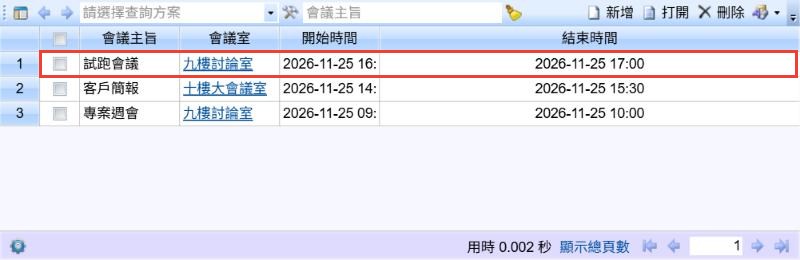 請選擇查詢方案 會議主旨 新增 打開 刪除
會議主旨 會議室 開始時間 結束時間
1 試跑會議 九樓討論室 2026-11-25 16: 2026-11-25 17:00
2 客戶簡報 十樓大會議室 2026-11-25 14: 2026-11-25 15:30
3 專案週會 九樓討論室 2026-11-25 09: 2026-11-25 10:00
用時 0.002 秒 顯示總頁數 1